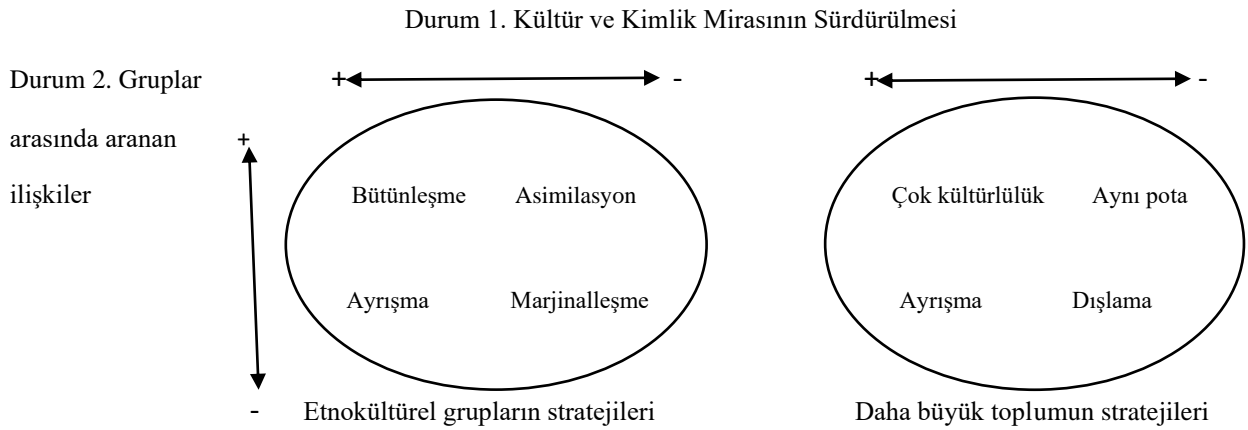 Durum 1. Kültür ve Kimlik Mirasının Sürdürülmesi
Durum 2. Gruplar
arasında aranan
ilişkiler
+ -
+ -
+
Bütünleşme Asimilasyon
Ayrışma Marjinalleşme
Çok kültürlülük Aynı pota
Ayrışma Dışlama
-
Etnokültürel grupların stratejileri
Daha büyük toplumun stratejileri